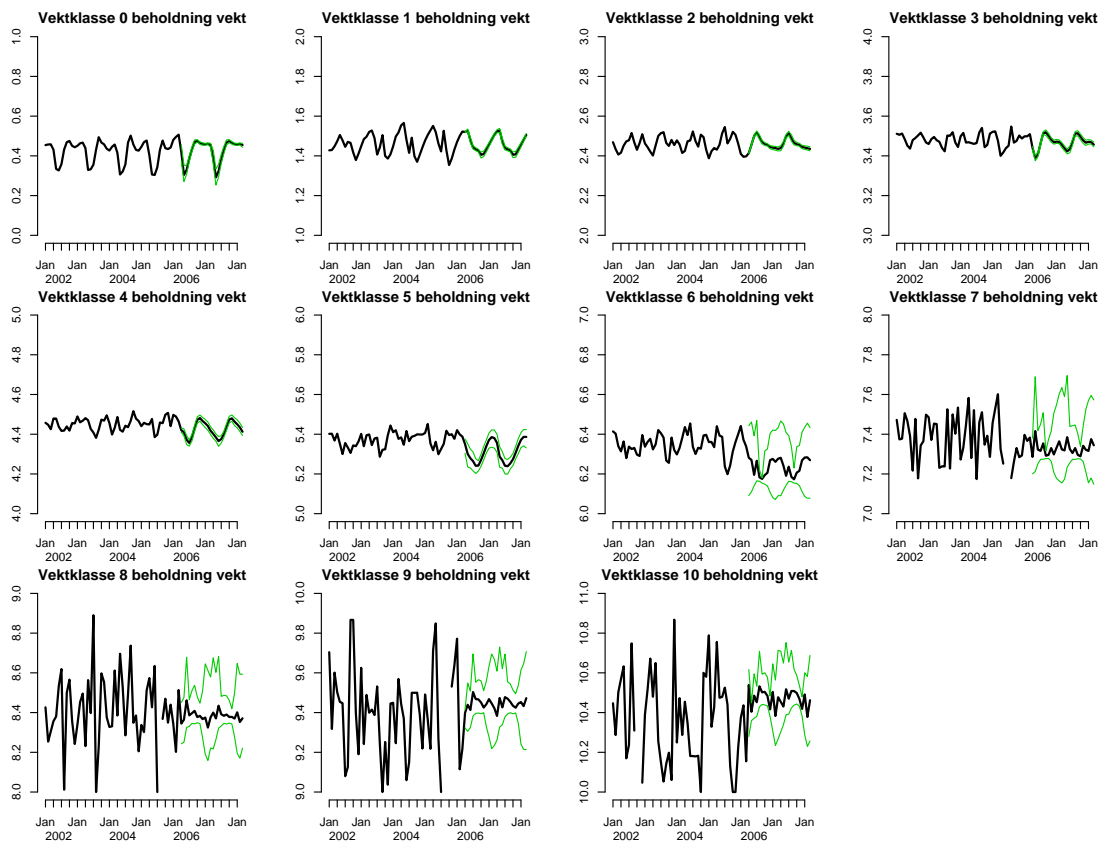 Vektklasse 0 beholdning vekt
1.0
0.8
0.6
0.4
0.2
0.0
Jan Jan Jan Jan
2002 2004 2006
Vektklasse 1 beholdning vekt
2.0
1.8
1.6
1.4
1.2
1.0
Jan Jan Jan Jan
2002 2004 2006
Vektklasse 2 beholdning vekt
3.0
2.8
2.6
2.4
2.2
2.0
Jan Jan Jan Jan
2002 2004 2006
Vektklasse 3 beholdning vekt
4.0
3.8
3.6
3.4
3.2
3.0
Jan Jan Jan Jan
2002 2004 2006
Vektklasse 4 beholdning vekt
5.0
4.8
4.6
4.4
4.2
4.0
Jan Jan Jan Jan
2002 2004 2006
Vektklasse 5 beholdning vekt
6.0
5.8
5.6
5.4
5.2
5.0
Jan Jan Jan Jan
2002 2004 2006
Vektklasse 6 beholdning vekt
7.0
6.8
6.6
6.4
6.2
6.0
Jan Jan Jan Jan
2002 2004 2006
Vektklasse 7 beholdning vekt
8.0
7.8
7.6
7.4
7.2
7.0
Jan Jan Jan Jan
2002 2004 2006
Vektklasse 8 beholdning vekt
9.0
8.8
8.6
8.4
8.2
8.0
Jan Jan Jan Jan
2002 2004 2006
Vektklasse 9 beholdning vekt
10.0
9.8
9.6
9.4
9.2
9.0
Jan Jan Jan Jan
2002 2004 2006
Vektklasse 10 beholdning vekt
11.0
10.8
10.6
10.4
10.2
10.0
Jan Jan Jan Jan
2002 2004 2006